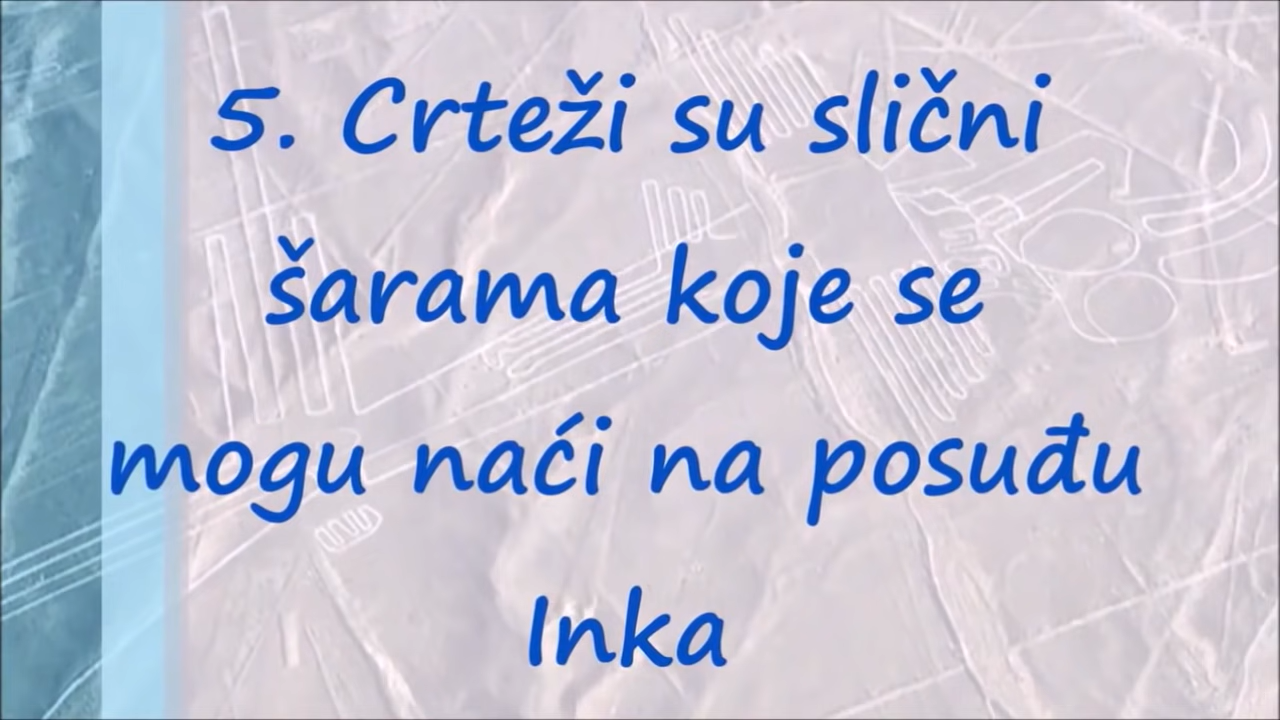 5. Crteži su slični
šarama koje se
mogu naći na posuđu
Inka